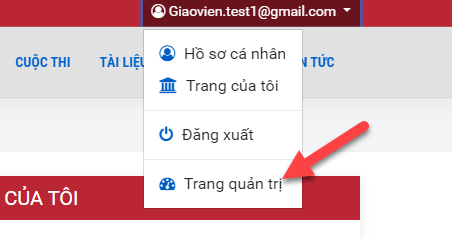 Giaovien.test1@gmail.com
CUỘC THI
TÀI LIỆU
N TỨC
Hồ sơ cá nhân
Trang của tôi
Đăng xuất
Trang quản trị
CỦA TÔI